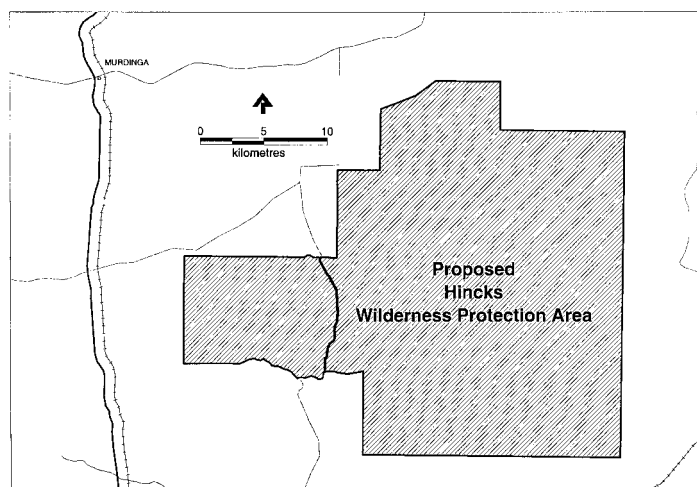 MURDINGA
0 5 10
kilometres
Proposed
Hincks
Wilderness Protection Area